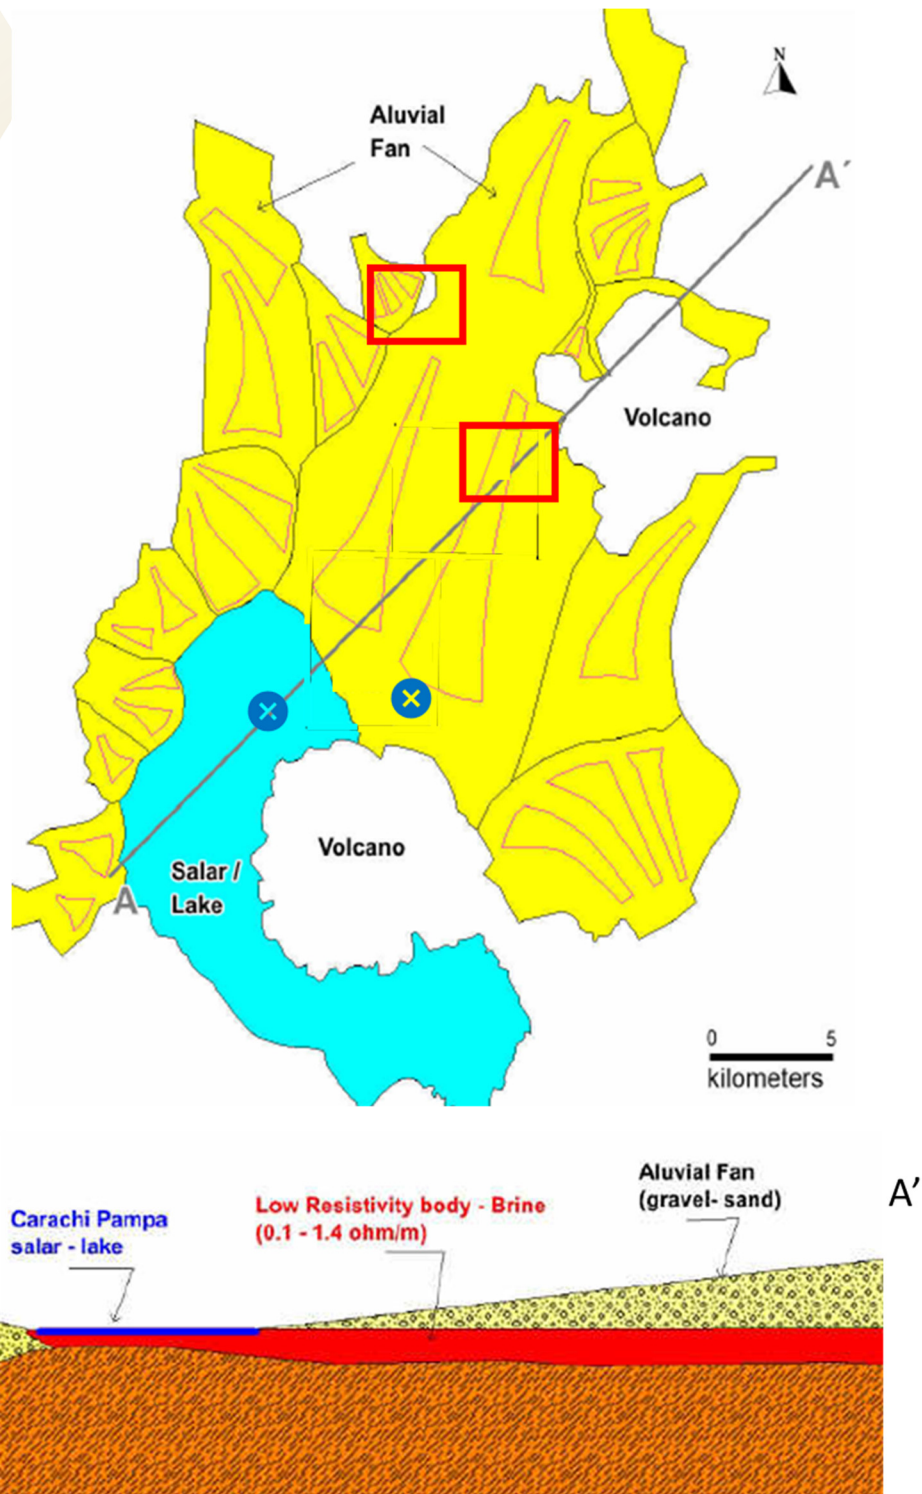 N
Aluvial
Fan
A´
Volcano
Volcano
Salar /
Lake
A
0 5
kilometers
Aluvial Fan
(gravel- sand)
A’
Low Resistivity body - Brine
(0.1 - 1.4 ohm/m)
Carachi Pampa
salar - lake